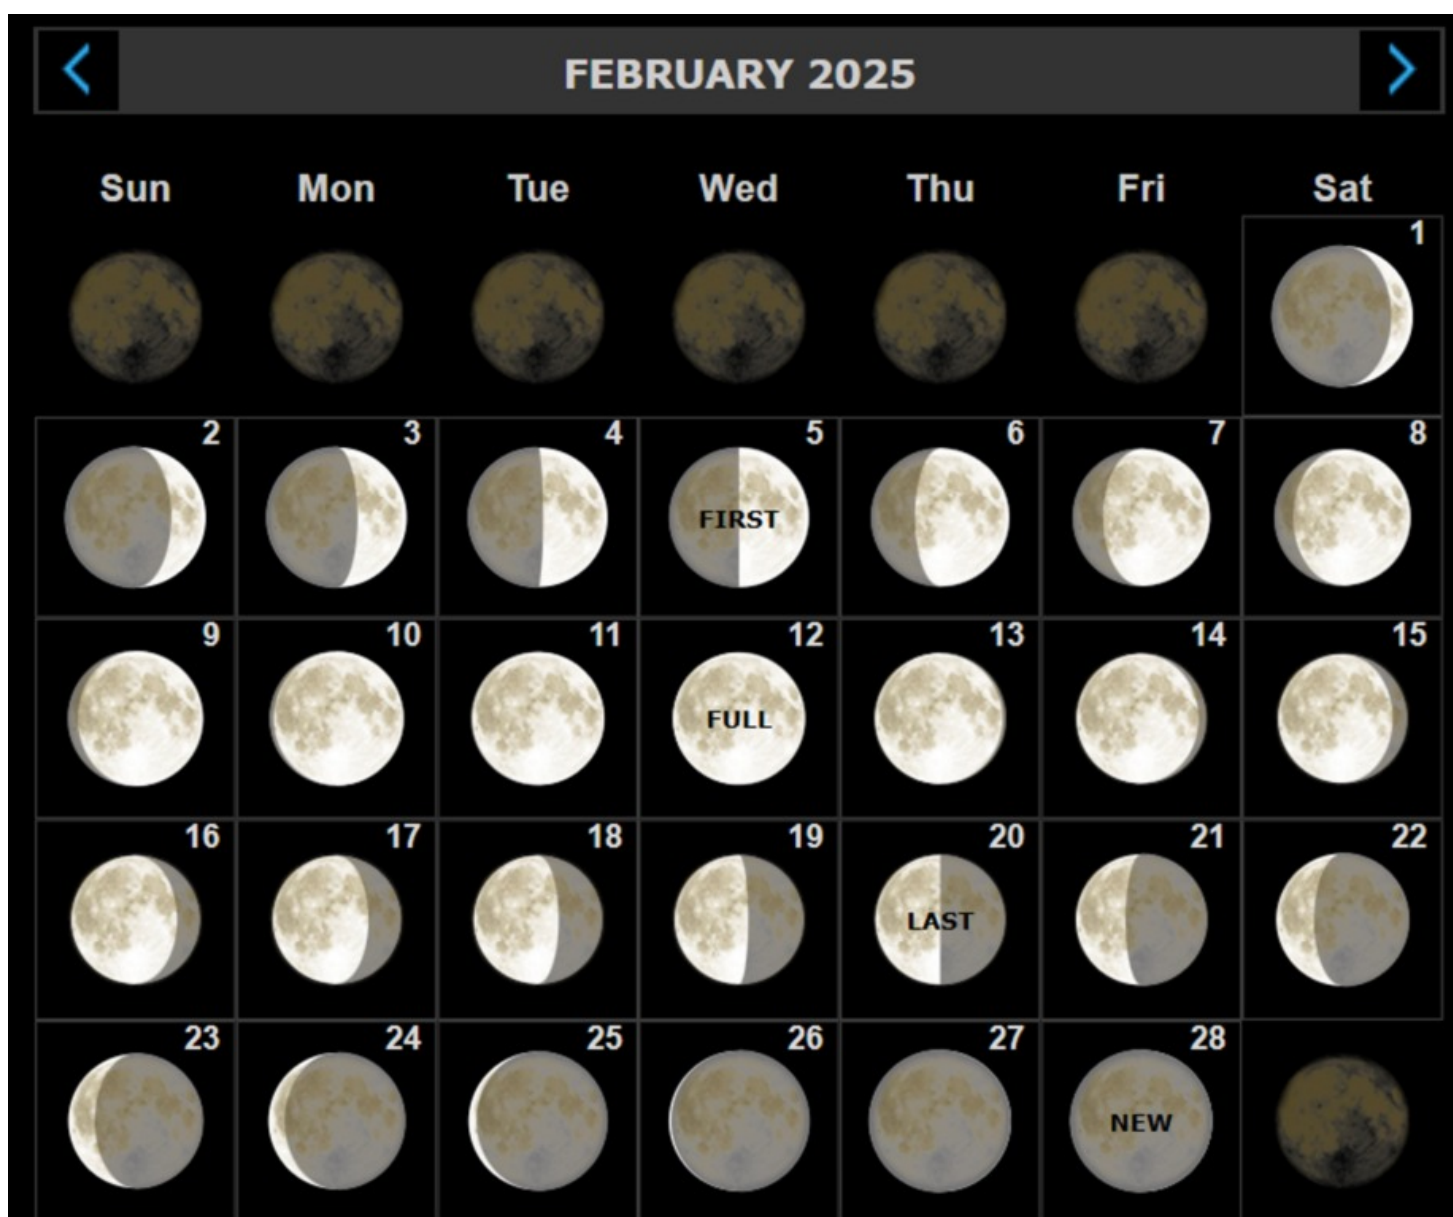 FEBRUARY 2025
Sun Mon Tue Wed Thu Fri Sat
1
2 3 4 5 6 7 8
FIRST
9 10 11 12 13 14 15
FULL
16 17 18 19 20 21 22
LAST
23 24 25 26 27 28
NEW